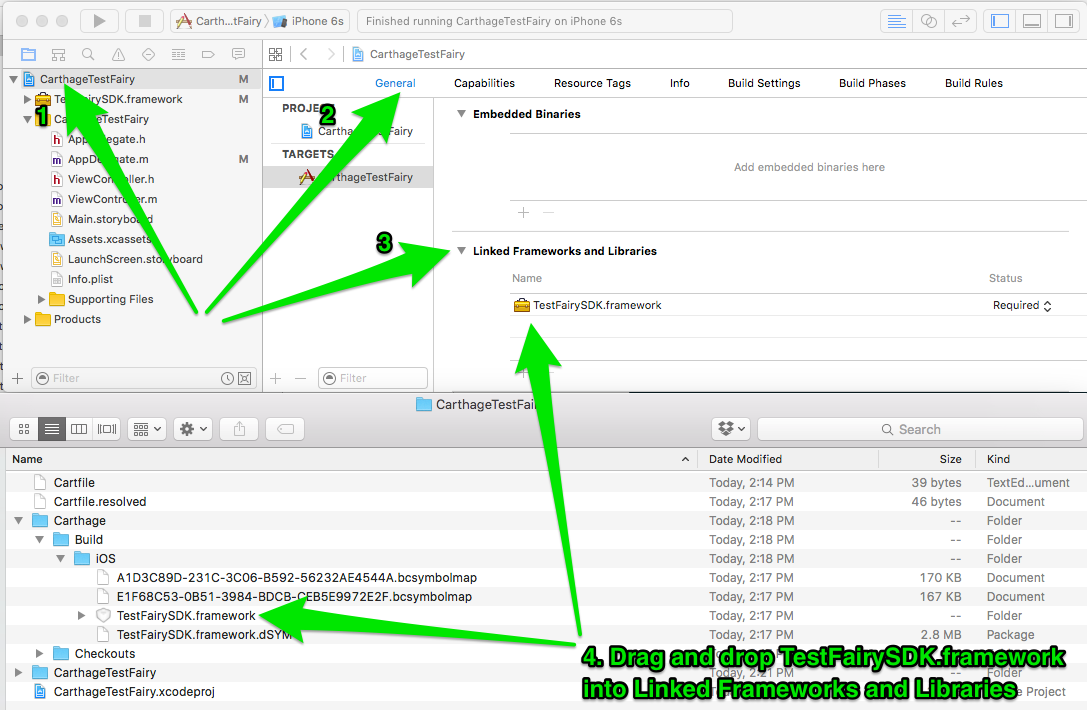 Carth...tFairy
iPhone 6s
Finished running CarthageTestFairy on iPhone 6s
CarthageTestFairy M
TestFairySDK.framework M
CarthageTestFairy
AppDelegate.h
AppDelegate.m M
ViewController.h
ViewController.m
Main.storyboard
Assets.xcassets
LaunchScreen.storyboard
Info.plist
Supporting Files
Products
Filter
1
2
3
CarthageTestFairy
General Capabilities Resource Tags Info Build Settings Build Phases Build Rules
PROJE
CarthageTestFairy
TARGETS
CarthageTestFairy
Filter
Embedded Binaries
Add embedded binaries here
Linked Frameworks and Libraries
Name Status
TestFairySDK.framework Required
CarthageTestFai
Search
Name Date Modified Size Kind
Cartfile Today, 2:14 PM 39 bytes TextEd...ument
Cartfile.resolved Today, 2:17 PM 46 bytes Document
Carthage Today, 2:18 PM -- Folder
Build Today, 2:18 PM -- Folder
iOS Today, 2:18 PM -- Folder
A1D3C89D-231C-3C06-B592-56232AE4544A.bcsymbolmap Today, 2:17 PM 170 KB Document
E1F68C53-0B51-3984-BDCB-CEB5E9972E2F.bcsymbolmap Today, 2:17 PM 167 KB Document
TestFairySDK.framework Today, 2:17 PM -- Folder
TestFairySDK.framework.dSYM Today, 2:17 PM 2.8 MB Package
Checkouts
CarthageTestFairy Today, 2:21 PM -- Folder
CarthageTestFairy.xcodeproj
4. Drag and drop TestFairySDK.framework
into Linked Frameworks and Libraries
e Project